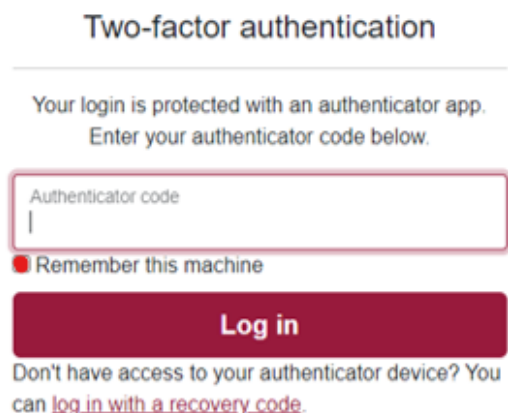 Two-factor authentication
Your login is protected with an authenticator app.
Enter your authenticator code below.
Authenticator code
Remember this machine
Log in
Don't have access to your authenticator device? You
can log in with a recovery code.